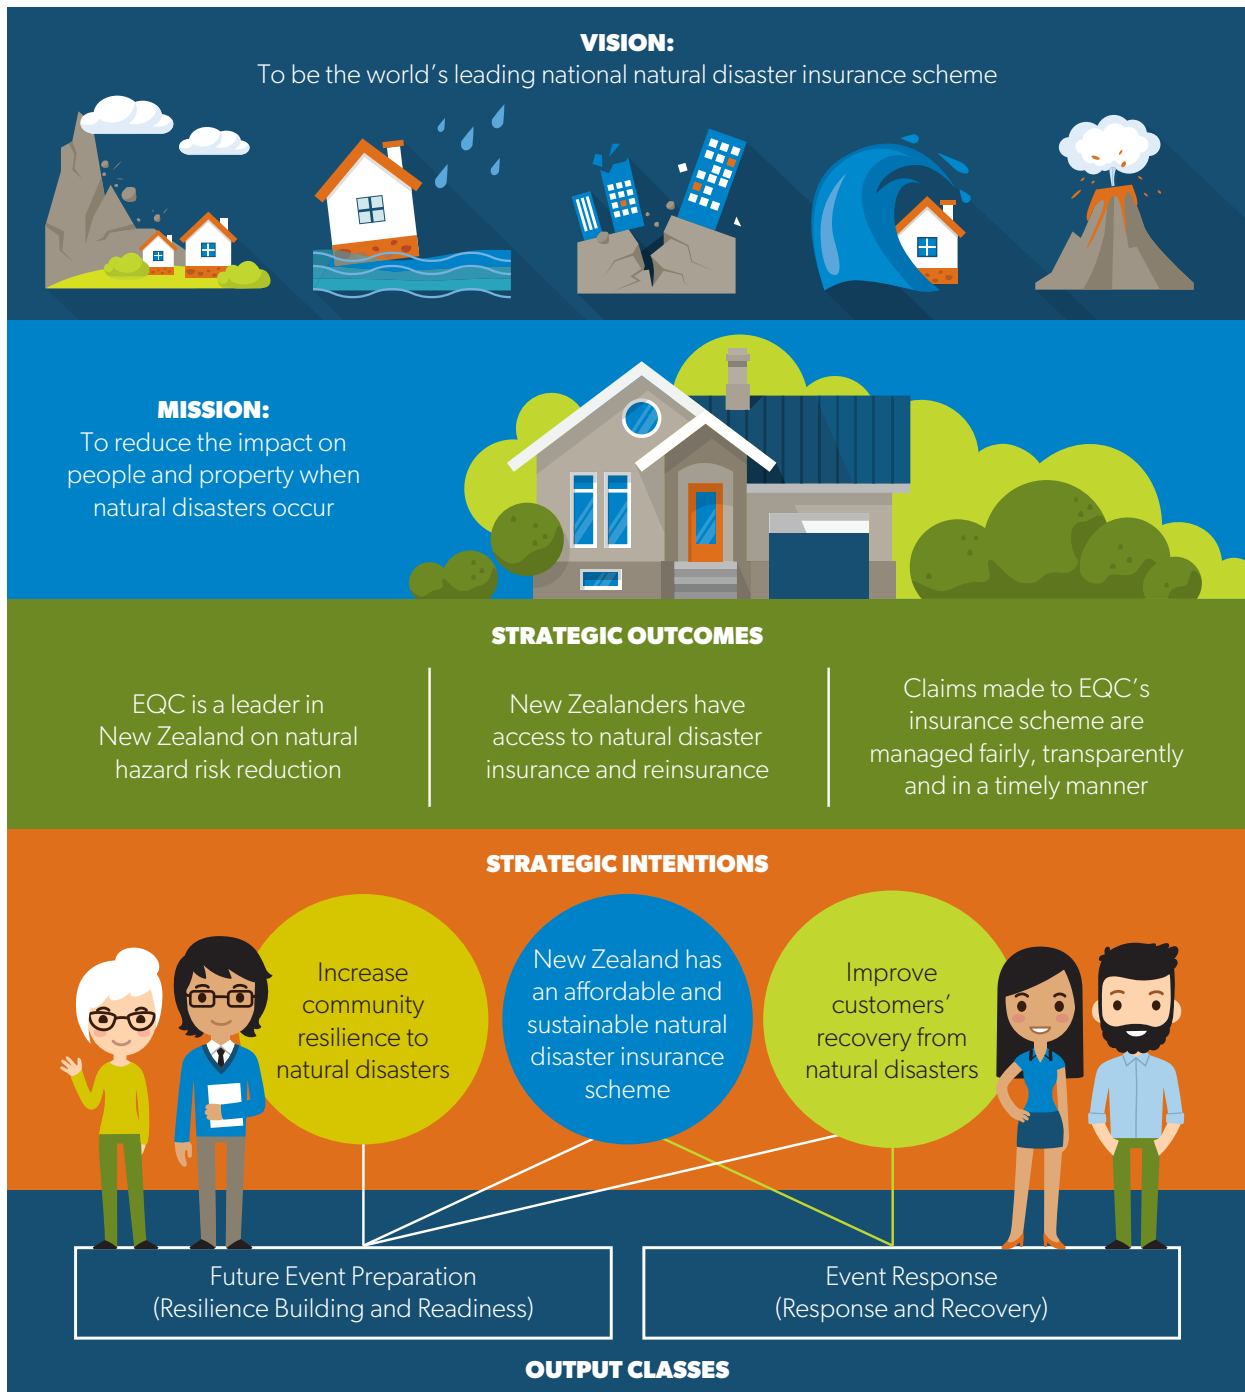 VISION:
To be the world's leading national natural disaster insurance scheme
MISSION:
To reduce the impact on
people and property when
natural disasters occur
STRATEGIC OUTCOMES
EQC is a leader in
New Zealand on natural
hazard risk reduction
New Zealanders have
access to natural disaster
insurance and reinsurance
Claims made to EQC's
insurance scheme are
managed fairly, transparently
and in a timely manner
STRATEGIC INTENTIONS
Increase
community
resilience to
natural disasters
New Zealand has
an affordable and
sustainable natural
disaster insurance
scheme
Improve
customers'
recovery from
natural disasters
Future Event Preparation
(Resilience Building and Readiness)
Event Response
(Response and Recovery)
OUTPUT CLASSES